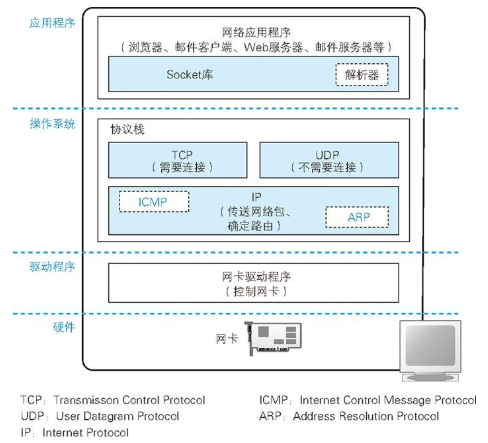 应用程序
网络应用程序
（浏览器、邮件客户端、Web服务器、邮件服务器等）
Socket库
解析器
操作系统
协议栈
TCP
（需要连接）
UDP
（不需要连接）
ICMP
IP
（传送网络包、
确定路由）
ARP
驱动程序
网卡驱动程序
（控制网卡）
硬件
网卡
TCP：Transmisson Control Protocol
ICMP：Internet Control Message Protocol
UDP：User Datagram Protocol
ARP：Address Resolution Protocol
IP：Internet Protocol